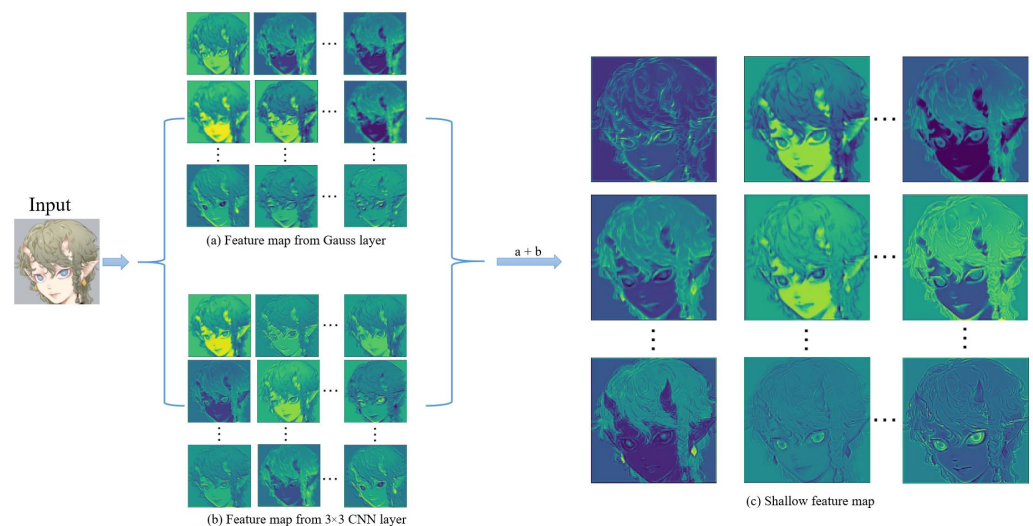 Input
(a) Feature map from Gauss layer
a + b
(b) Feature map from 3×3 CNN layer
(c) Shallow feature map